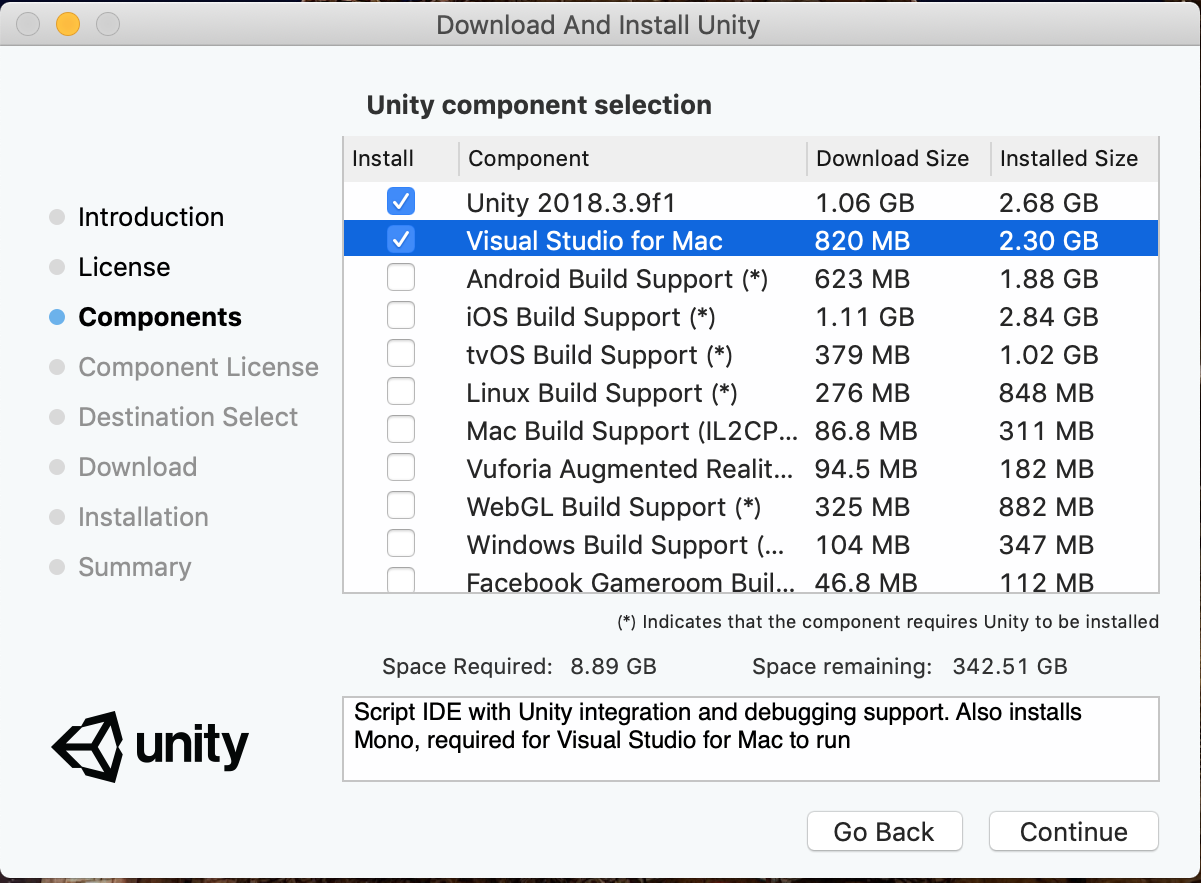 Download And Install Unity
Unity component selection
Install Component Download Size Installed Size
Unity 2018.3.9f1 1.06 GB 2.68 GB
Visual Studio for Mac 820 MB 2.30 GB
Android Build Support (*) 623 MB 1.88 GB
iOS Build Support (*) 1.11 GB 2.84 GB
tvOS Build Support (*) 379 MB 1.02 GB
Linux Build Support (*) 276 MB 848 MB
Mac Build Support (IL2CP... 86.8 MB 311 MB
Vuforia Augmented Realit... 94.5 MB 182 MB
WebGL Build Support (*) 325 MB 882 MB
Windows Build Support (... 104 MB 347 MB
Facebook Gameroom Buil... 46.8 MB 112 MB
Introduction
License
Components
Component License
Destination Select
Download
Installation
Summary
(*) Indicates that the component requires Unity to be installed
Space Required: 8.89 GB Space remaining: 342.51 GB
Script IDE with Unity integration and debugging support. Also installs
Mono, required for Visual Studio for Mac to run
unity
Go Back Continue